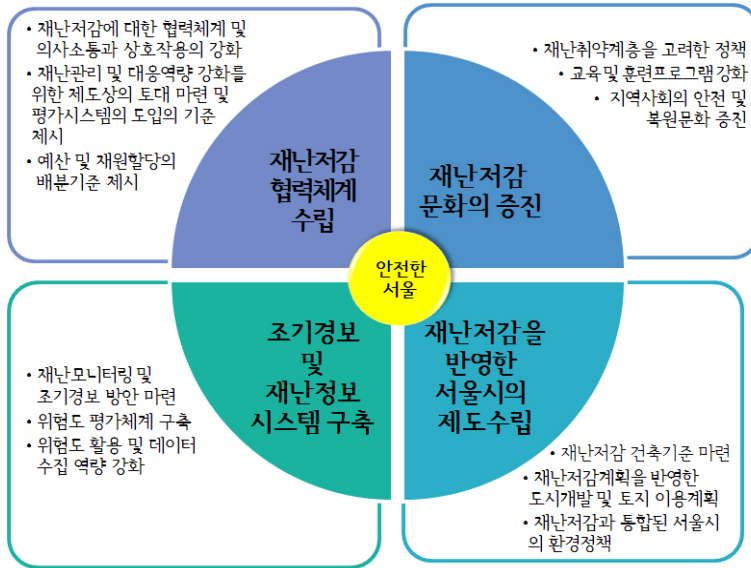 • 재난저감에 대한 협력체계 및
의사소통과 상호작용의 강화
• 재난관리 및 대응역량 강화를
위한 제도상의 토대 마련 및
평가시스템의 도입의 기준
제시
• 예산 및 재원할당의
배분기준 제시
재난저감
협력체계
수립
• 재난취약계층을 고려한 정책
• 교육 및 훈련프로그램 강화
• 지역사회의 안전 및
복원문화 증진
재난저감
문화의 증진
안전한
서울
• 재난모니터링 및
조기경보 방안 마련
• 위험도 평가체계 구축
• 위험도 활용 및 데이터
수집 역량 강화
조기경보
및
재난정보
시스템 구축
재난저감을
반영한
서울시의
제도수립
• 재난저감 건축기준 마련
• 재난저감계획을 반영한
도시개발 및 토지 이용계획
• 재난저감과 통합된 서울시
의 환경정책